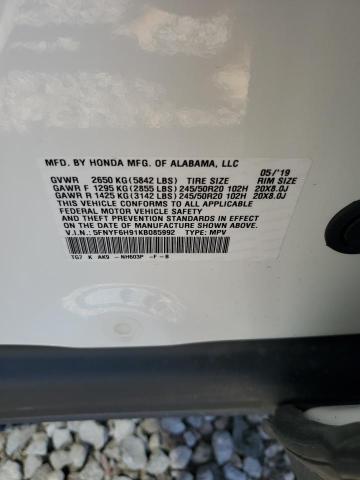 MFD. BY HONDA MFG. OF ALABAMA, LLC 05/'19
GVWR 2650 KG(5842 LBS) TIRE SIZE RIM SIZE
GAWR F 1295 KG(2855 LBS)245/50R20 102H 20X8.0J
GAWR R 1425 KG(3142 LBS)245/50R20 102H 20X8.0J
THIS VEHICLE CONFORMS TO ALL APPLICABLE
FEDERAL MOTOR VEHICLE SAFETY AND THEFT
PREVENTION STANDARDS IN EFFECT ON THE
DATE OF MANUFACTURE SHOWN ABOVE.
V.I.N.:5FNYF6H91KB085992 TYPE: MPV
TG7 K AK9 -NH603P -F-B